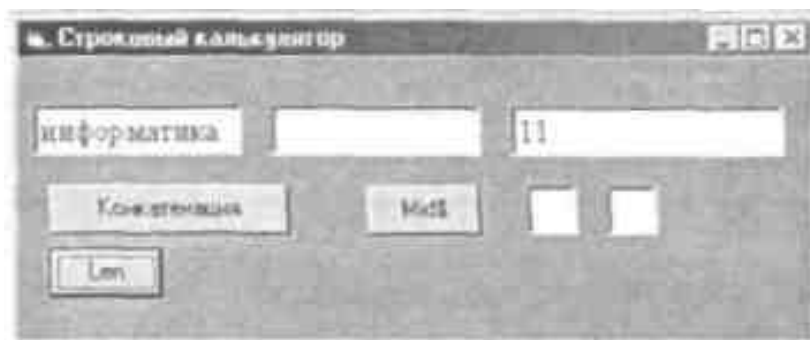 Строковый калькулятор
информатика 11
Конкатенация Mid$
Len